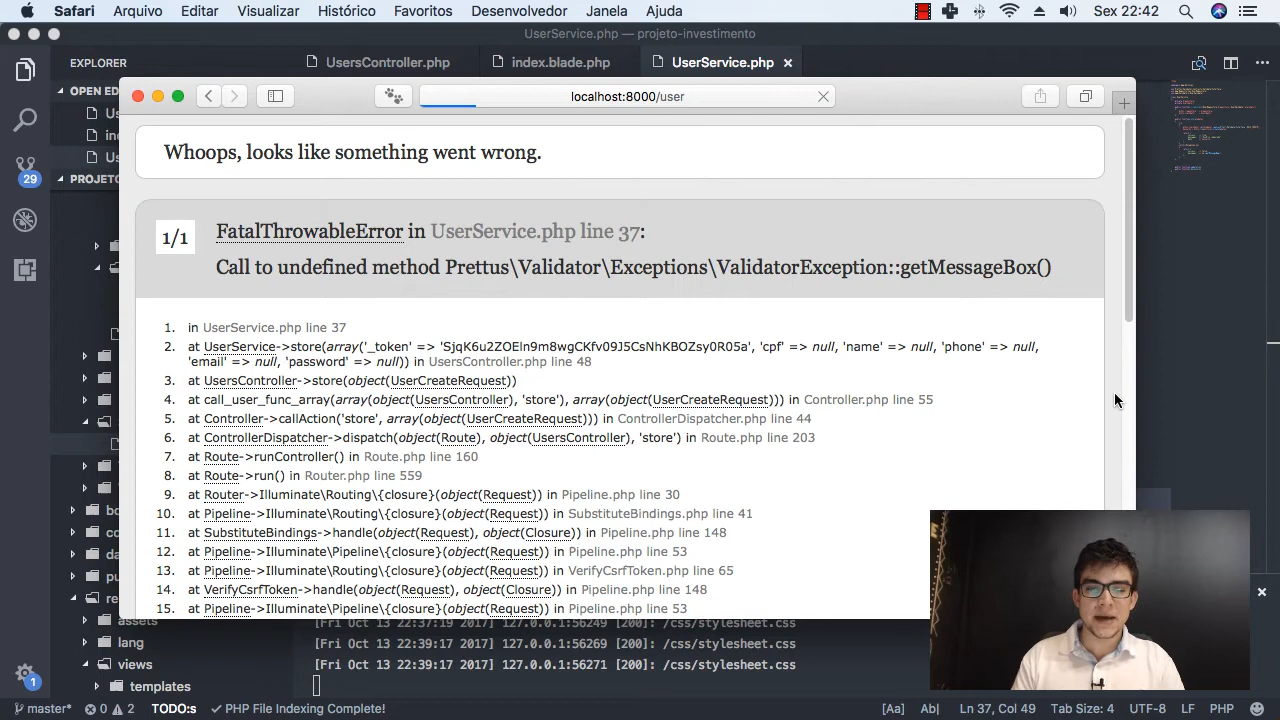 Safari Arquivo Editar Visualizar Histórico Favoritos Desenvolvedor Janela Ajuda Sex 22:42
UserService.php — projeto-investimento
EXPLORER UsersController.php index.blade.php UserService.php
OPEN ED
localhost:8000/user
Us
in
Us
29
PROJETO
Whoops, looks like something went wrong.
1/1
FatalThrowableError in UserService.php line 37:
Call to undefined method Prettus\Validator\Exceptions\ValidatorException::getMessageBox()
1. in UserService.php line 37
2. at UserService->store(array('_token' => 'SjqK6u2ZOEln9m8wgCKfv09J5CsNhKBOZsy0R05a', 'cpf' => null, 'name' => null, 'phone' => null,
'email' => null, 'password' => null)) in UsersController.php line 48
3. at UsersController->store(object(UserCreateRequest))
4. at call_user_func_array(array(object(UsersController), 'store'), array(object(UserCreateRequest))) in Controller.php line 55
5. at Controller->callAction('store', array(object(UserCreateRequest))) in ControllerDispatcher.php line 44
6. at ControllerDispatcher->dispatch(object(Route), object(UsersController), 'store') in Route.php line 203
7. at Route->runController() in Route.php line 160
8. at Route->run() in Router.php line 559
9. at Router->Illuminate\Routing\{closure}(object(Request)) in Pipeline.php line 30
10. at Pipeline->Illuminate\Routing\{closure}(object(Request)) in SubstituteBindings.php line 41
11. at SubstituteBindings->handle(object(Request), object(Closure)) in Pipeline.php line 148
12. at Pipeline->Illuminate\Pipeline\{closure}(object(Request)) in Pipeline.php line 53
13. at Pipeline->Illuminate\Routing\{closure}(object(Request)) in VerifyCsrfToken.php line 65
14. at VerifyCsrfToken->handle(object(Request), object(Closure)) in Pipeline.php line 148
15. at Pipeline->Illuminate\Pipeline\{closure}(object(Request)) in Pipeline.php line 53
bo
co
da
pu
re
assets
lang
views
templates
[Fri Oct 13 22:37:19 2017] 127.0.0.1:56249 [200]: /css/stylesheet.css
[Fri Oct 13 22:39:17 2017] 127.0.0.1:56269 [200]: /css/stylesheet.css
[Fri Oct 13 22:39:17 2017] 127.0.0.1:56271 [200]: /css/stylesheet.css
1
master* 0 2 TODO:s PHP File Indexing Complete! [Aa] Ab| Ln 37, Col 49 Tab Size: 4 UTF-8 LF PHP